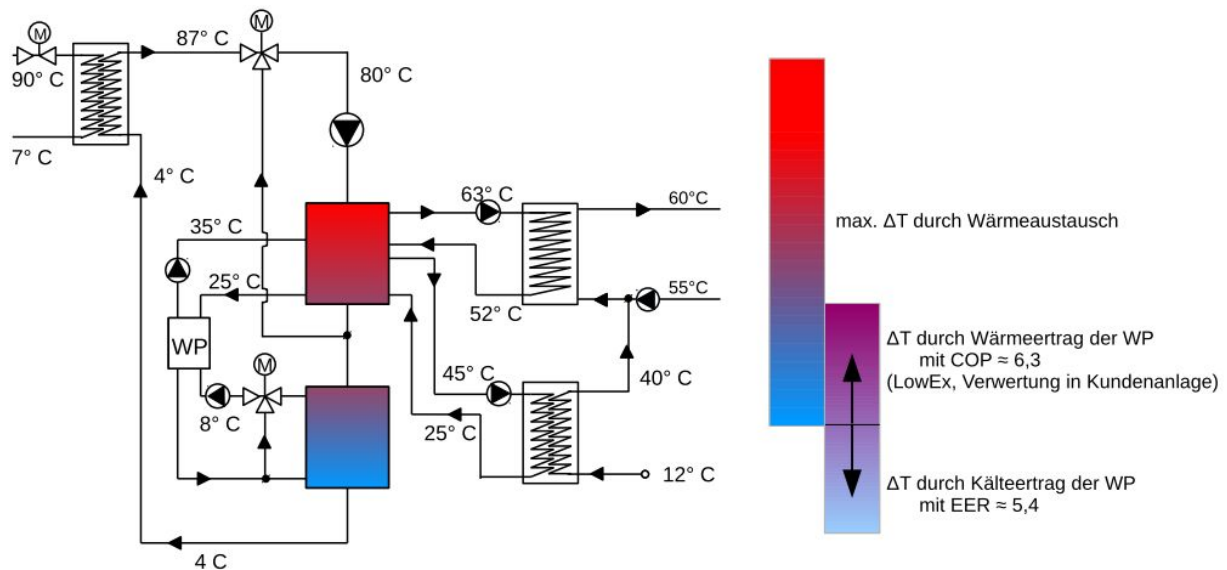 M
90° C
7° C
87° C
M
80° C
4° C
35° C
25° C
WP
M
8° C
4 C
63° C
60°C
52° C
55°C
45° C
40° C
25° C
12° C
max. ΔT durch Wärmeaustausch
ΔT durch Wärmeertrag der WP
mit COP ≈ 6,3
(LowEx, Verwertung in Kundenanlage)
ΔT durch Kälteertrag der WP
mit EER ≈ 5,4